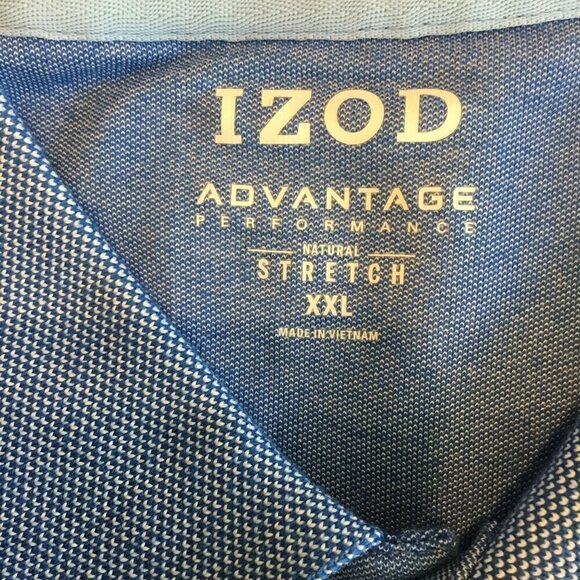 IZOD
ADVANTAGE
PERFORMANCE
NATURAL
STRETCH
XXL
MADE IN VIETNAM